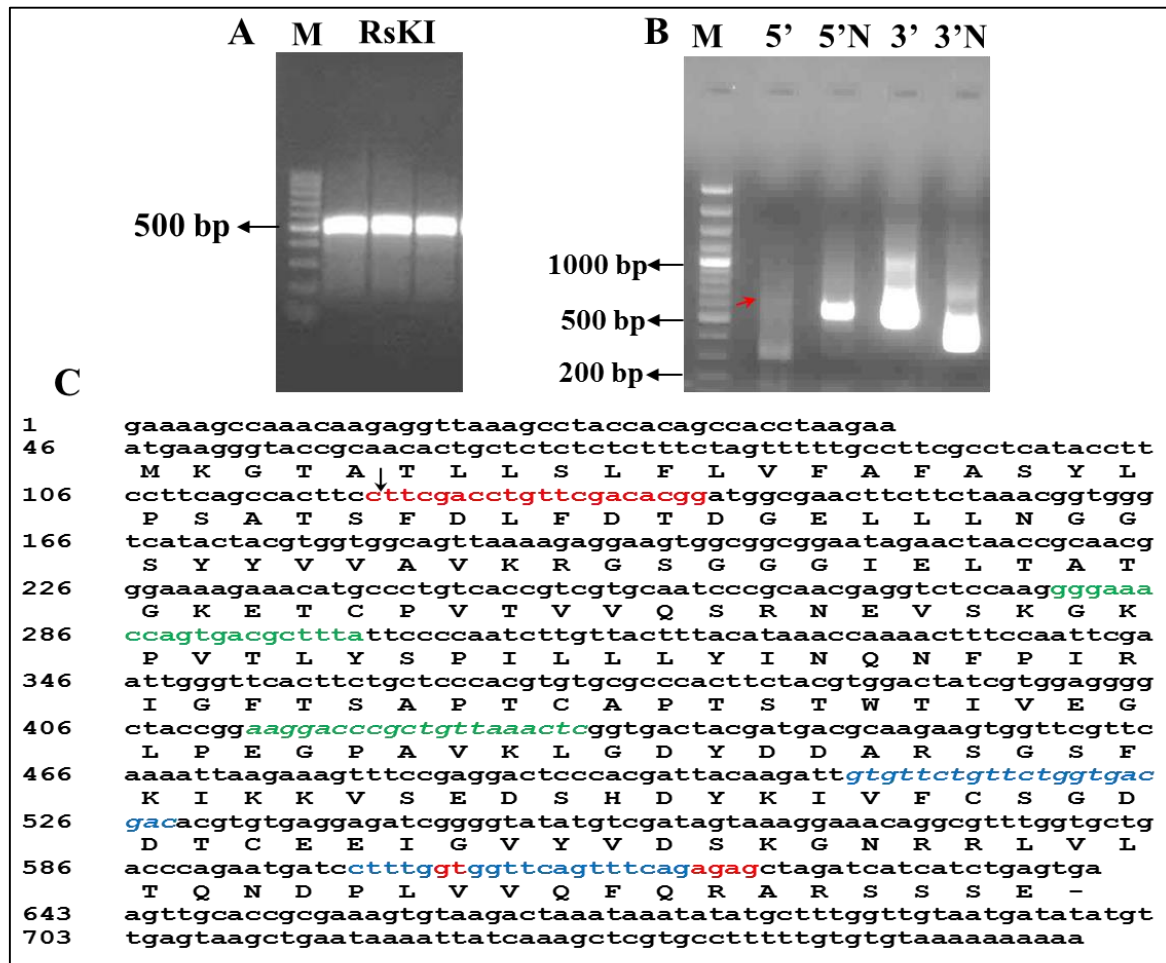 A M RsKI
500 bp
B M 5’ 5’N 3’ 3’N
1000 bp
500 bp
200 bp
C
1 gaaaagccaaacaagaggttaaagcctaccacagccacctaagaa
46 atgaagggtaccgcaacactgctctctctctttctagtttttgccttcgcctcatacctt
M K G T A T L L S L F L V F A F A S Y L
106 ccttcagccacttccttcgacctgttcgacacggatggcgaacttcttctaaacggtggg
P S A T S F D L F D T D G E L L L N G G
166 tcatactacgtggtggcagttaaaagaggaagtggcggcggaatagaactaaccgcaacg
S Y Y V V A V K R G S G G G I E L T A T
226 ggaaaagaaacatgccctgtcaccgtcgtgcaatcccgcaacgaggtctccaaggggaaa
G K E T C P V T V V Q S R N E V S K G K
286 ccagtgacgctttattccccaatcttgttactttacataaaccaaaactttccaattcga
P V T L Y S P I L L L Y I N Q N F P I R
346 attgggttcacttctgctcccacgtgtgcgcccacttctacgtggactatcgtggagggg
I G F T S A P T C A P T S T W T I V E G
406 ctaccggaaggacccgctgttaaactcggtgactacgatgacgcaagaagtggttcgttc
L P E G P A V K L G D Y D D A R S G S F
466 aaaattaagaaagtttccgaggactcccacgattacaagattgtgttctgttctggtgac
K I K K V S E D S H D Y K I V F C S G D
526 gacacgtgtgaggagatcggggtatatgtcgatagtaaaggaaacaggcgtttggtgctg
D T C E E I G V Y V D S K G N R R L V L
586 acccagaatgatcctttggtggttcagtttcagagagctagatcatcatctgagtga
T Q N D P L V V Q F Q R A R S S S E –
643 agttgcaccgcgaaagtgtaagactaaataaatatatgctttggttgtaatgatatatgt
703 tgagtaagctgaataaaattatcaaagctcgtgcctttttgtgtgtaaaaaaaaaa